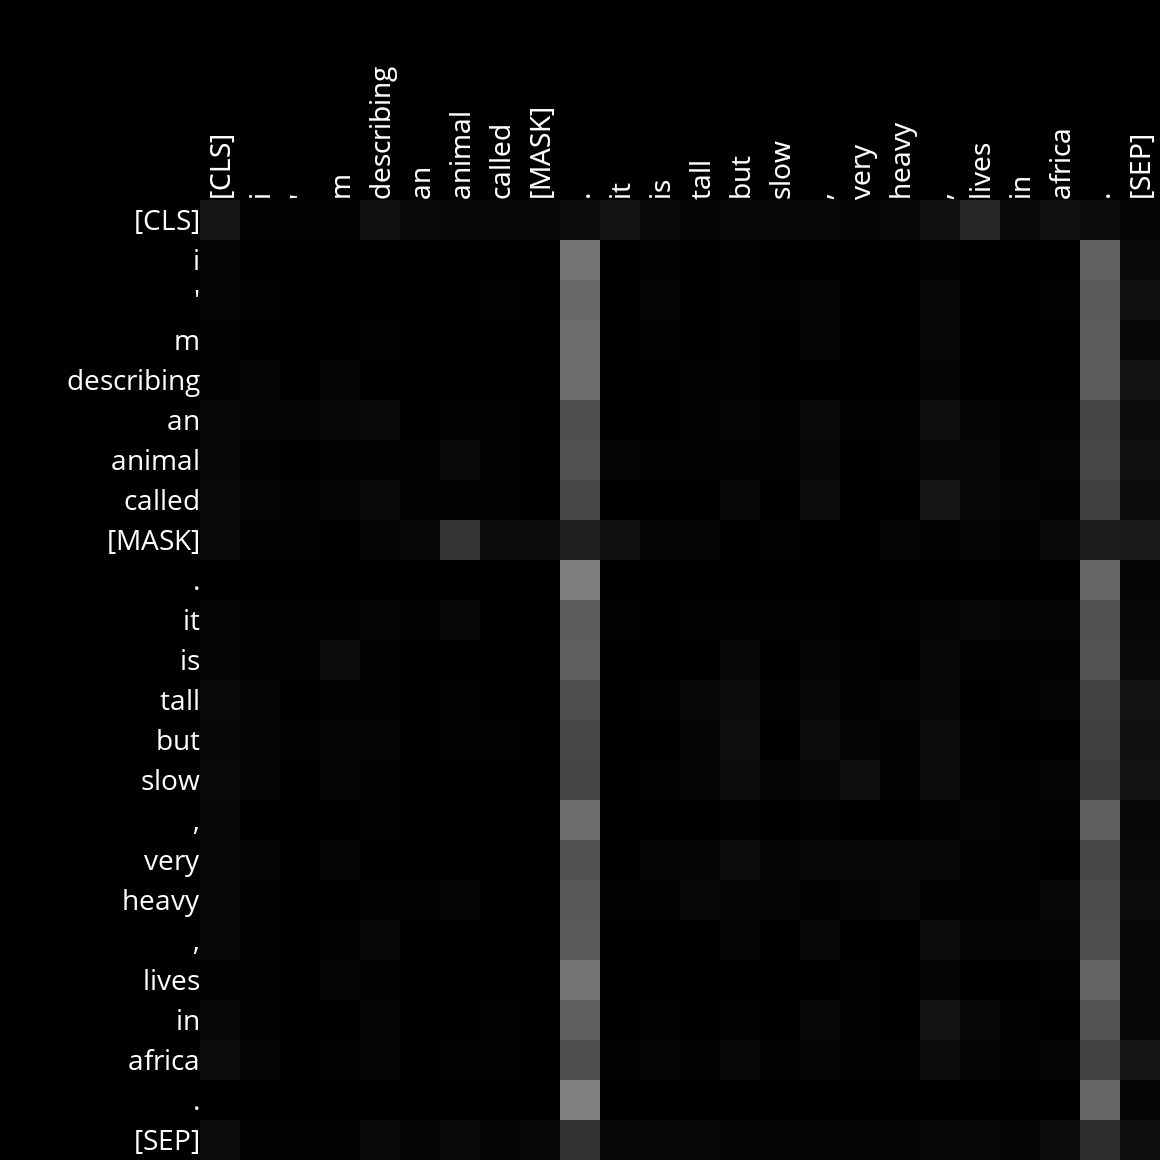 [CLS] i ' m describing an animal called [MASK] . it is tall but slow , very heavy , lives in africa . [SEP]
[CLS]
i
'
m
describing
an
animal
called
[MASK]
.
it
is
tall
but
slow
,
very
heavy
,
lives
in
africa
.
[SEP]